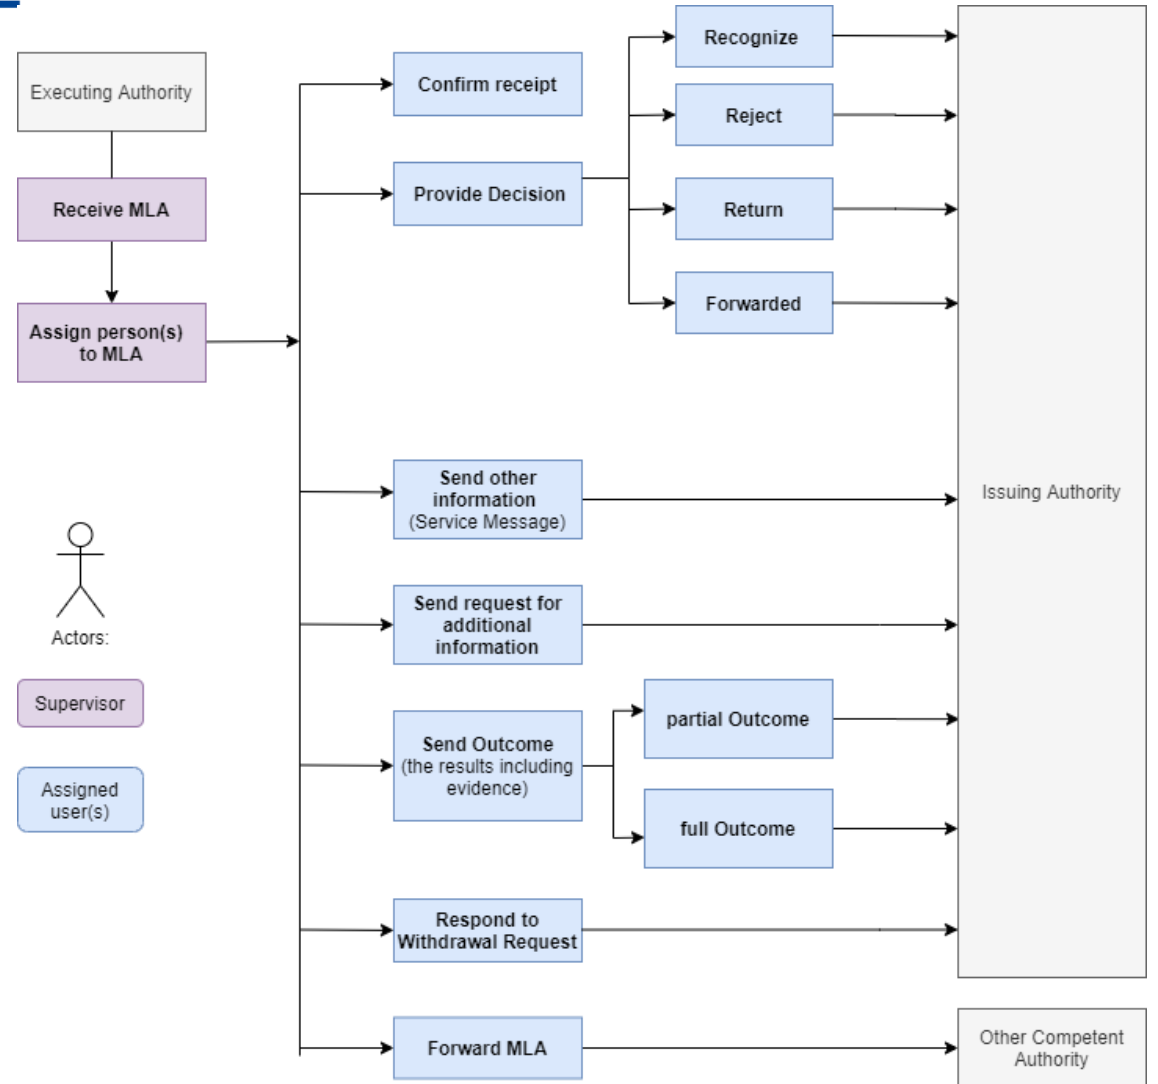 Executing Authority
Receive MLA
Assign person(s)
to MLA
Confirm receipt
Provide Decision
Recognize
Reject
Return
Forwarded
Send other
information
(Service Message)
Send request for
additional
information
Send Outcome
(the results including
evidence)
partial Outcome
full Outcome
Respond to
Withdrawal Request
Forward MLA
Issuing Authority
Other Competent
Authority
Actors:
Supervisor
Assigned
user(s)